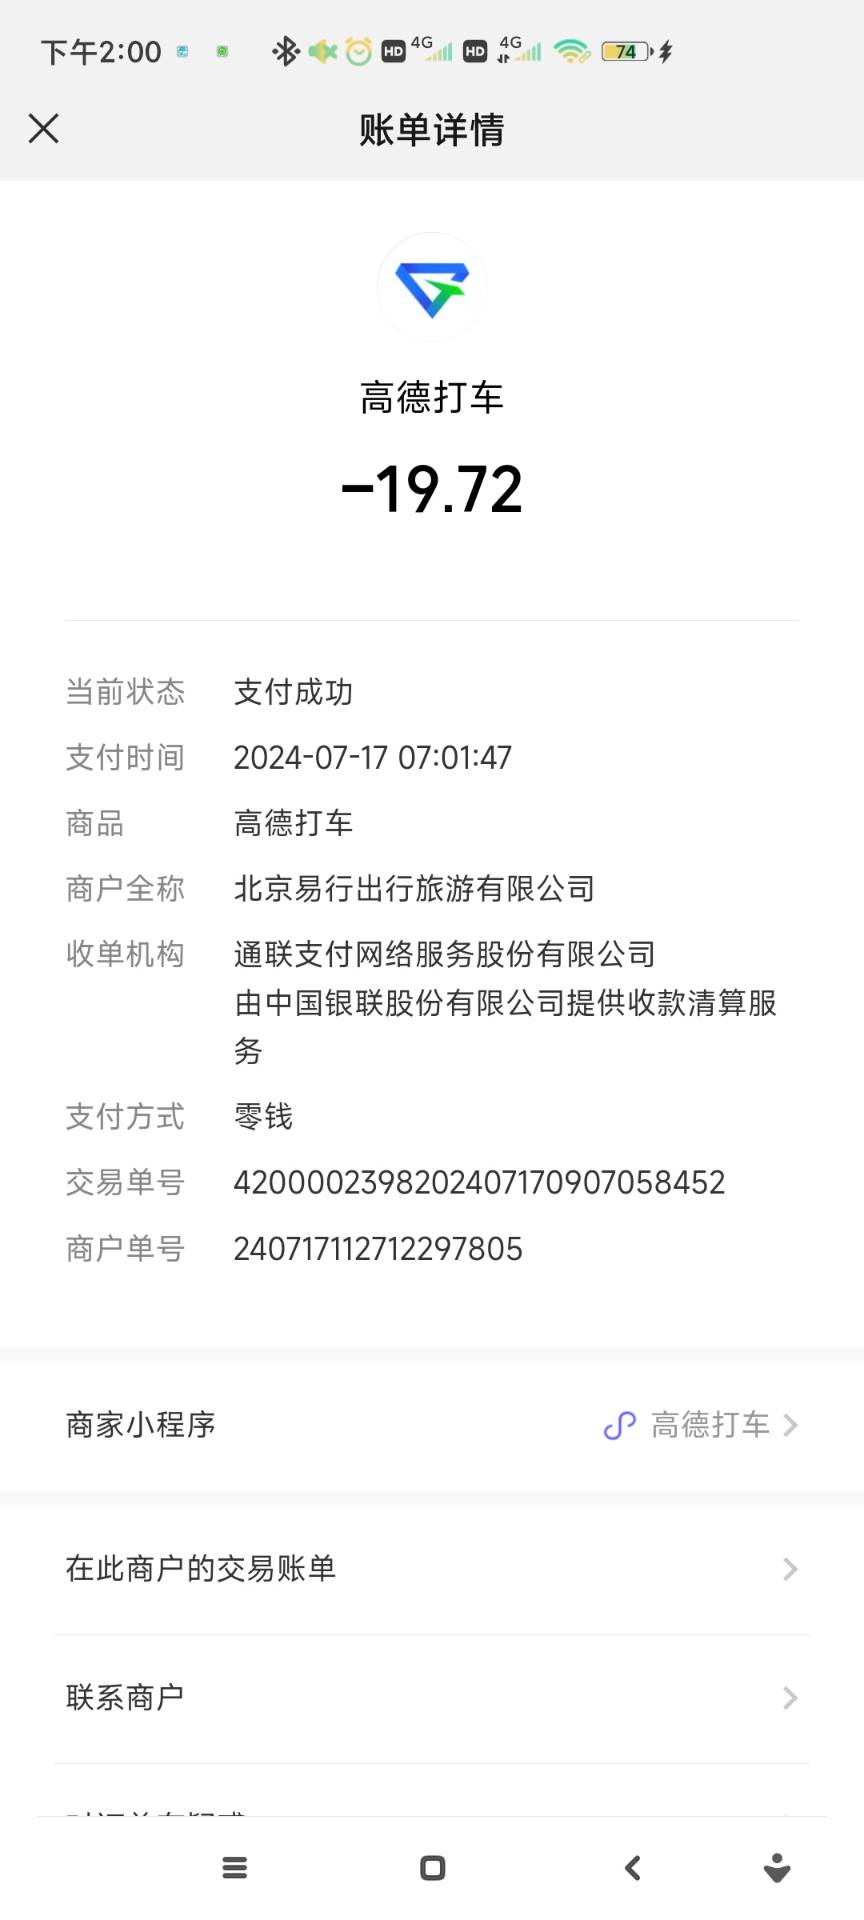 下午2:00
HD 4G HD 4G 74
账单详情
高德打车
-19.72
当前状态 支付成功
支付时间 2024-07-17 07:01:47
商品 高德打车
商户全称 北京易行出行旅游有限公司
收单机构 通联支付网络服务股份有限公司
由中国银联股份有限公司提供收款清算服
务
支付方式 零钱
交易单号 4200002398202407170907058452
商户单号 240717112712297805
商家小程序 高德打车
在此商户的交易账单
联系商户